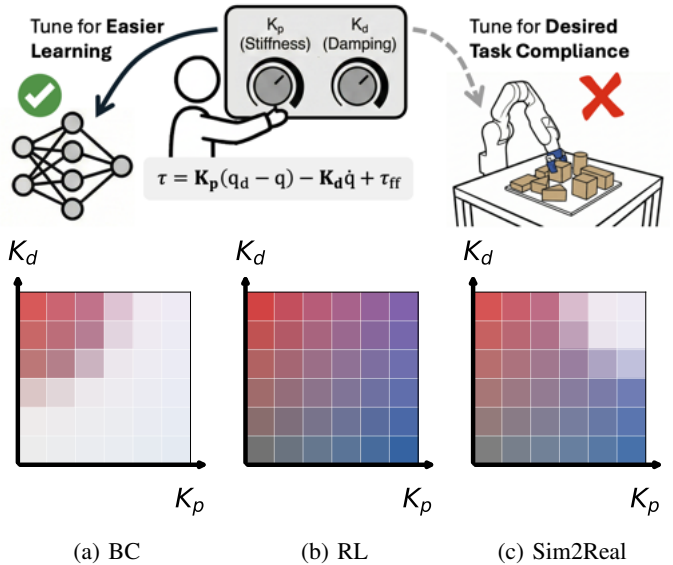 Tune for Easier
Learning
K_p
(Stiffness)
K_d
(Damping)
Tune for Desired
Task Compliance
τ = K_p(q_d − q) − K_d q̇ + τ_ff
K_d
K_p
K_d
K_p
K_d
K_p
(a) BC
(b) RL
(c) Sim2Real